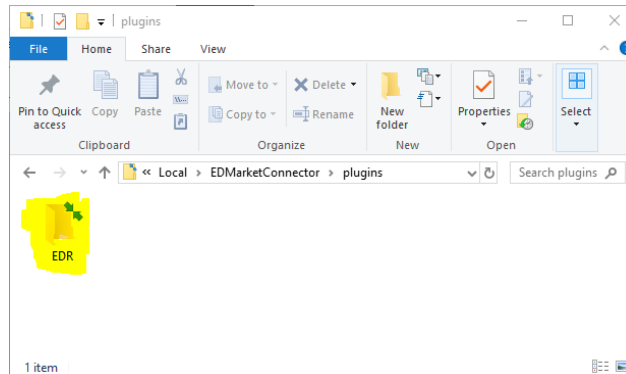 plugins
File Home Share View
Pin to Quick access
Copy
Paste
Move to
Copy to
Delete
Rename
New folder
Properties
Select
Clipboard Organize New Open
« Local > EDMarketConnector > plugins
Search plugins
EDR
1 item